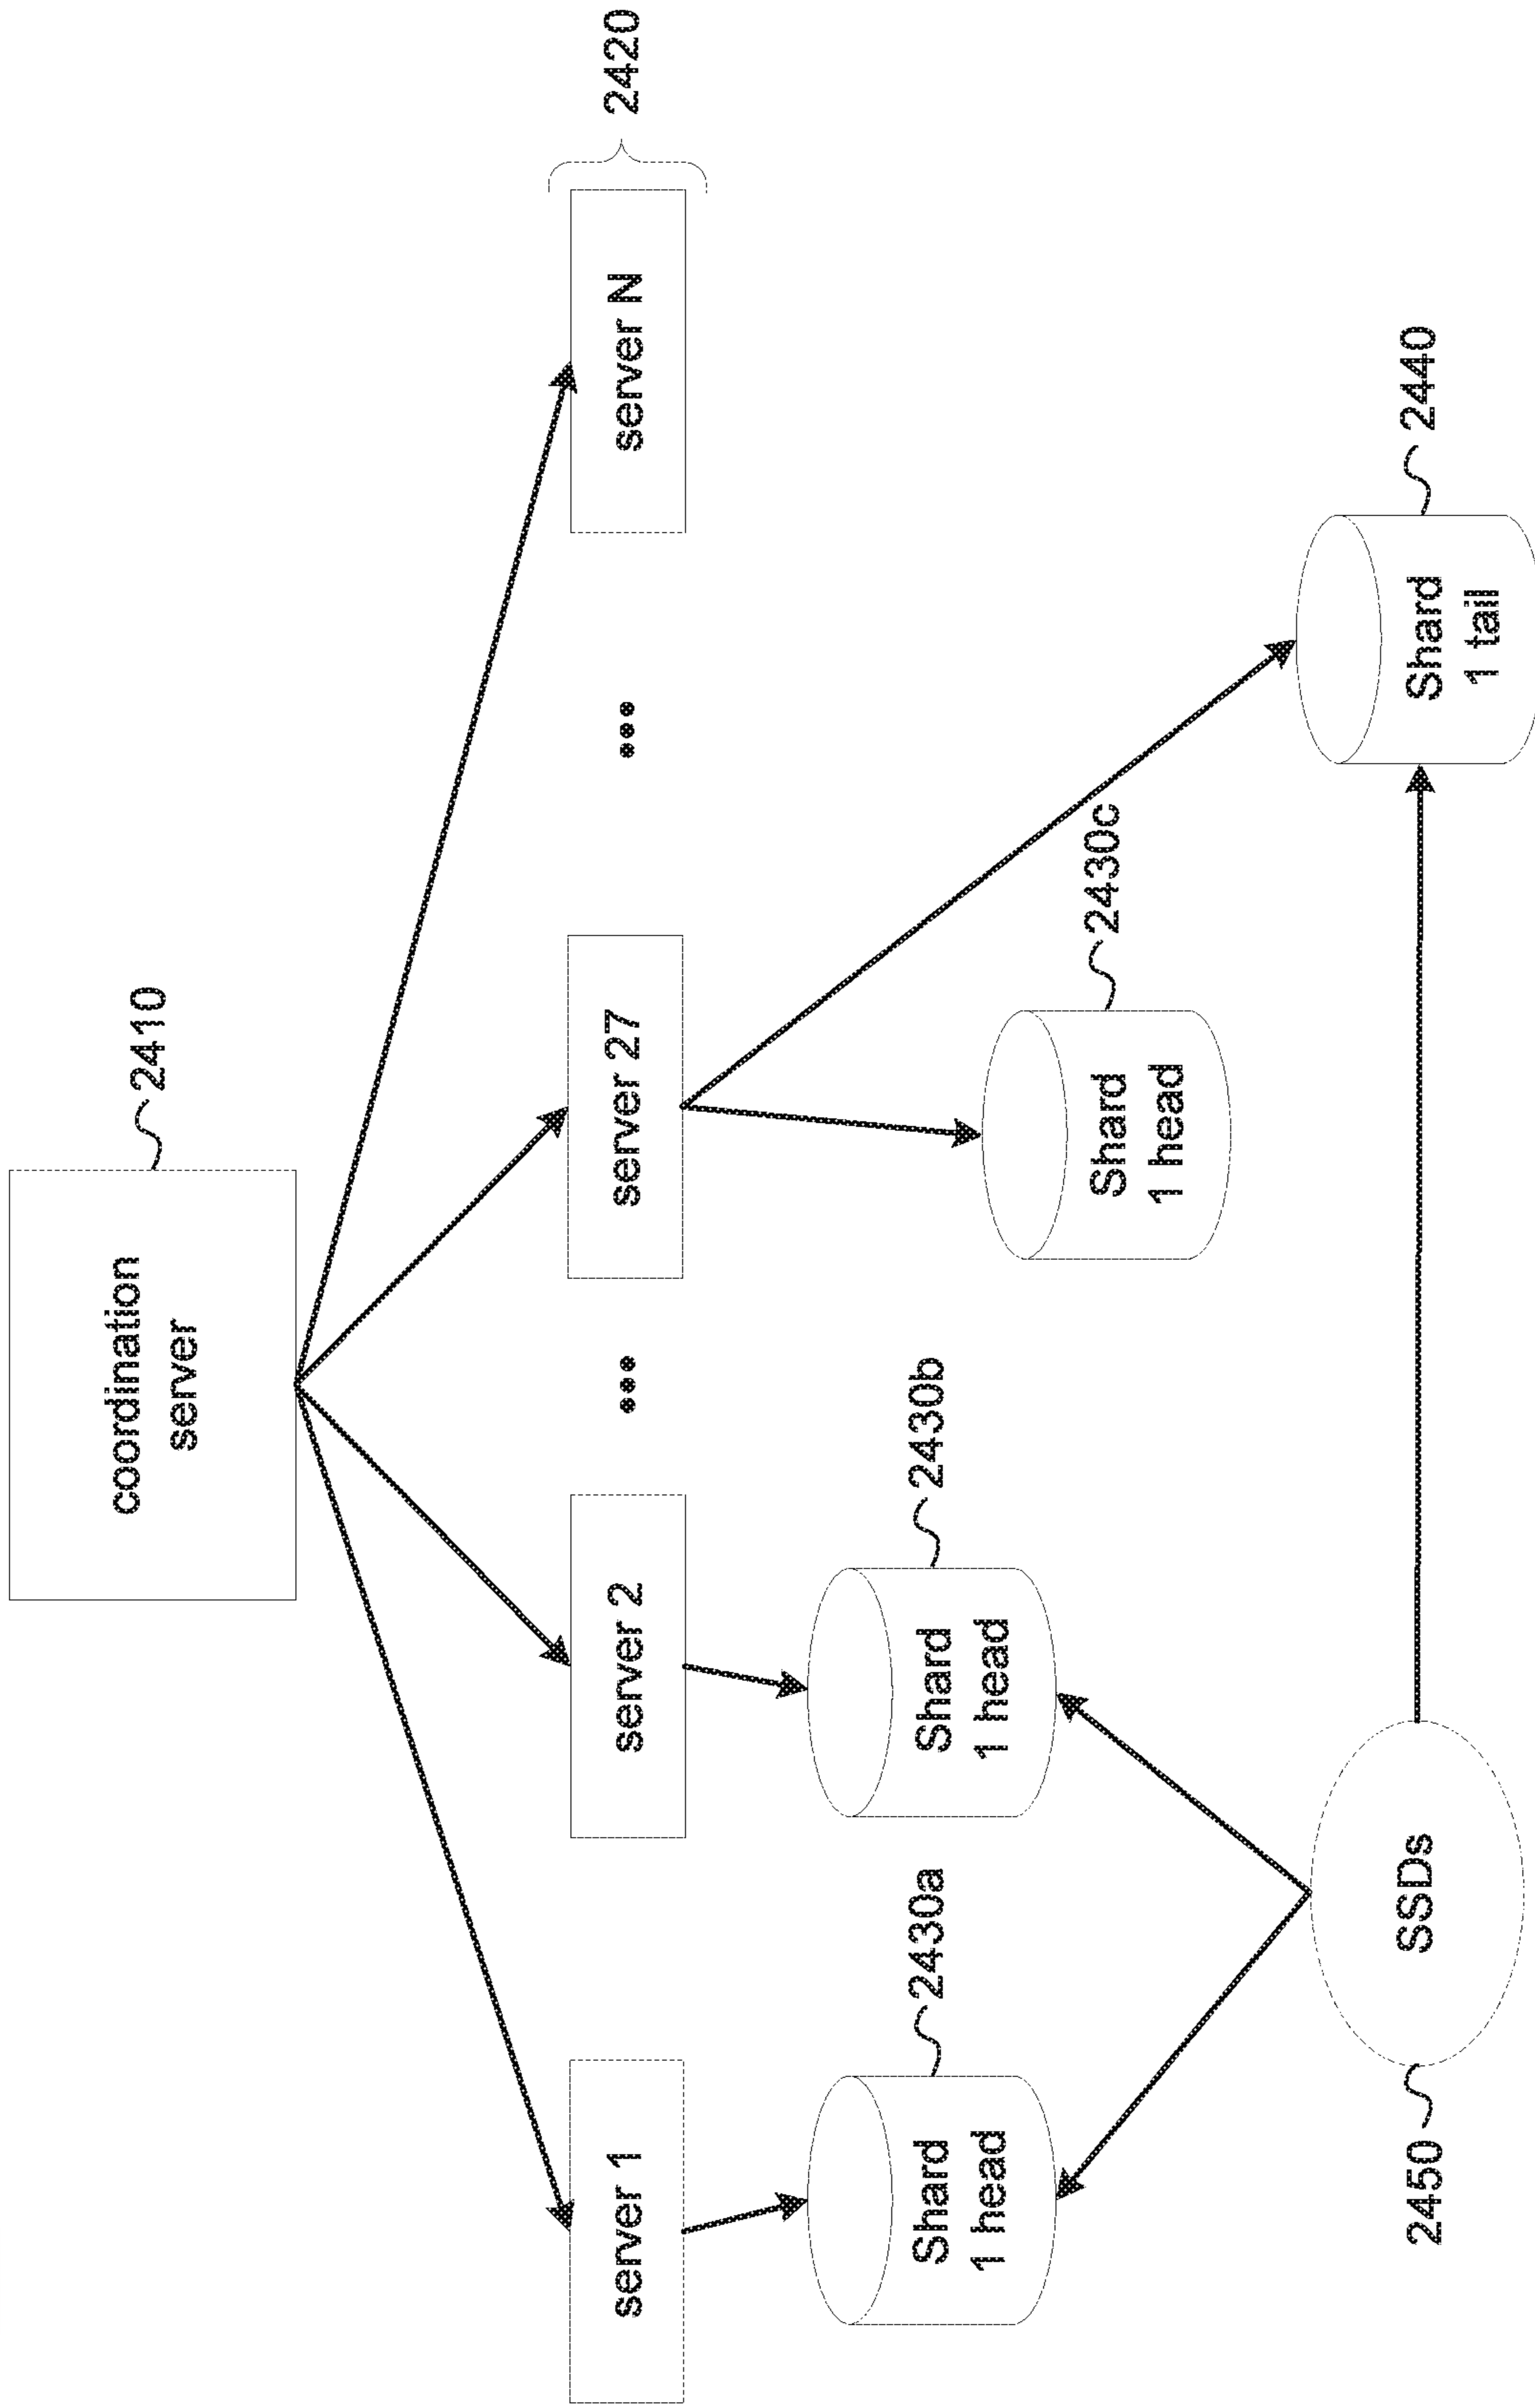 coordination
server
2410
server 1
server 2
...
server 27
...
server N
2420
Shard
1 head
2430a
Shard
1 head
2430b
Shard
1 head
2430c
2450
SSDs
Shard
1 tail
2440